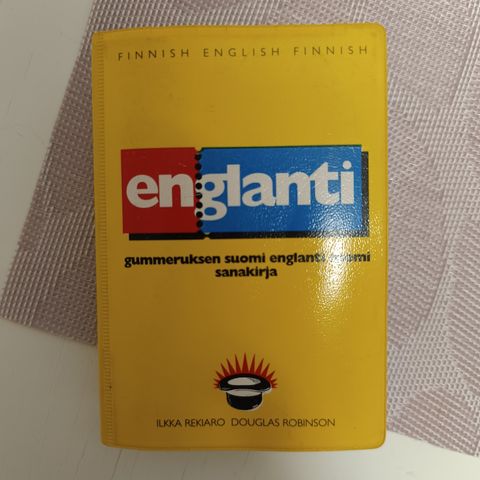 FINNISH ENGLISH FINNISH
englanti
gummeruksen suomi englanti suomi
sanakirja
ILKKA REKIARO DOUGLAS ROBINSON